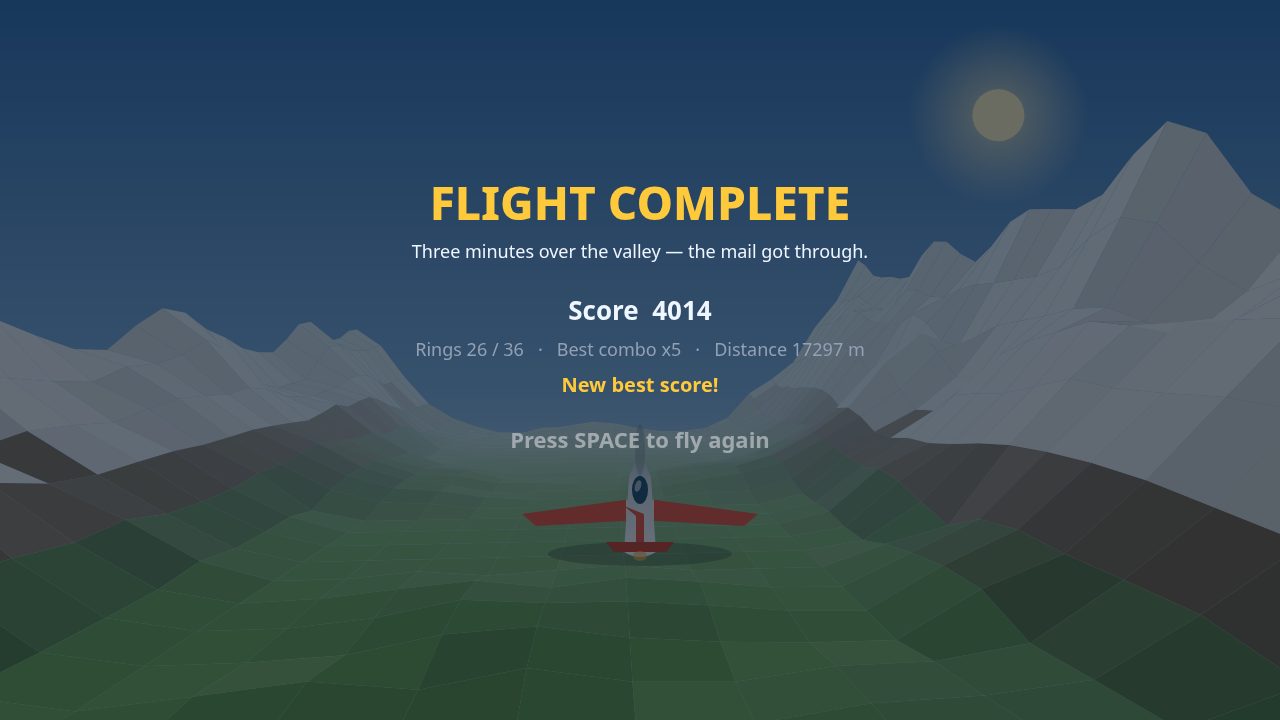 FLIGHT COMPLETE
Three minutes over the valley — the mail got through.
Score 4014
Rings 26 / 36 · Best combo x5 · Distance 17297 m
New best score!
Press SPACE to fly again